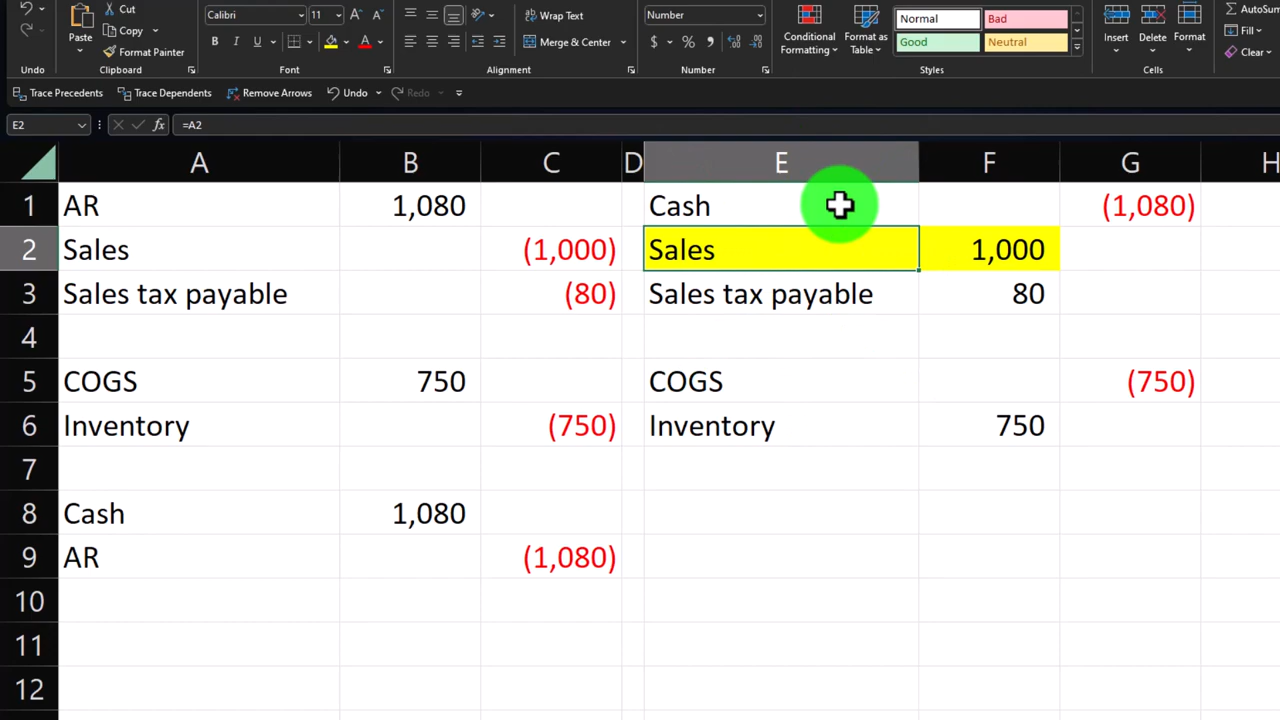 Cut
Calibri 11
Wrap Text
Number
Normal Bad
AutoSum
Paste
Copy
Conditional Formatting
Format as Table
Good Neutral
Insert Delete Format
Fill
B I U
Merge & Center
$ %
Format Painter
Clear
Undo Clipboard Font Alignment Number Styles Cells
Trace Precedents Trace Dependents Remove Arrows Undo Redo
E2 fx =A2
A B C D E F G H
1 AR 1,080 Cash (1,080)
2 Sales (1,000) Sales 1,000
3 Sales tax payable (80) Sales tax payable 80
4
5 COGS 750 COGS (750)
6 Inventory (750) Inventory 750
7
8 Cash 1,080
9 AR (1,080)
10
11
12